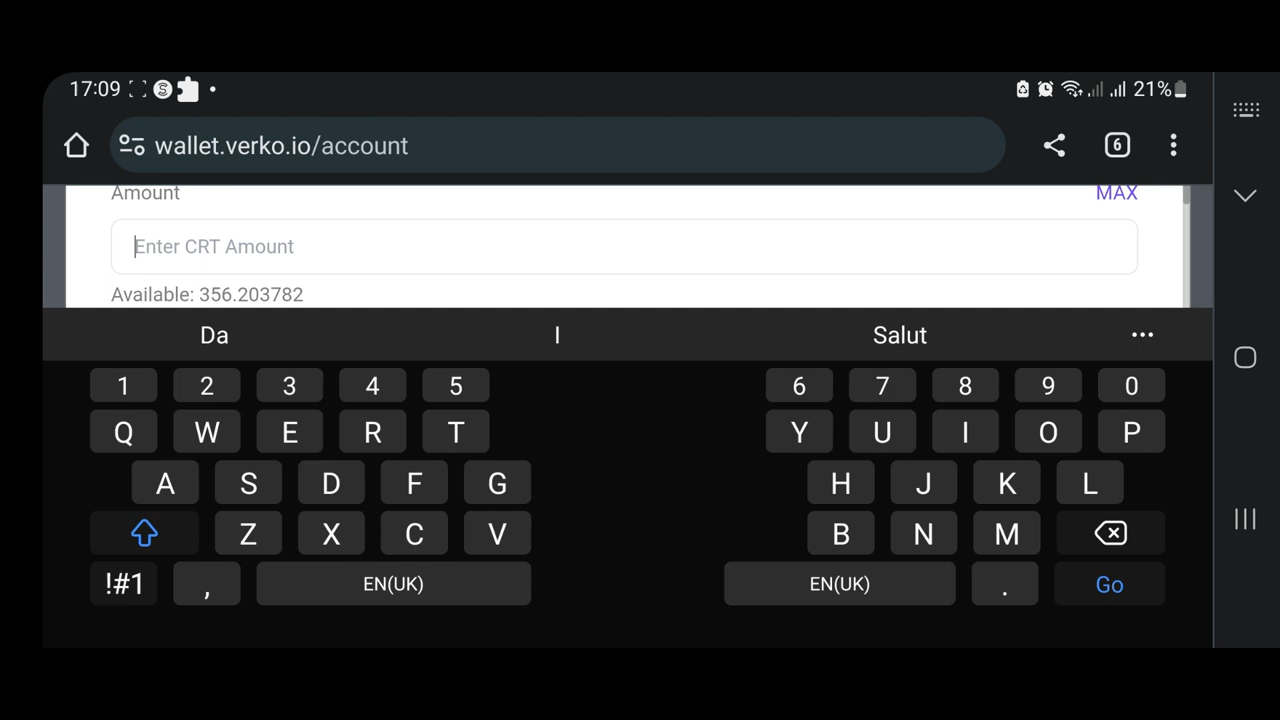 17:09 21%
wallet.verko.io/account 6
Amount MAX
Enter CRT Amount
Available: 356.203782
Da I Salut
1 2 3 4 5 6 7 8 9 0
Q W E R T Y U I O P
A S D F G H J K L
Z X C V B N M
!#1 , EN(UK) EN(UK) . Go